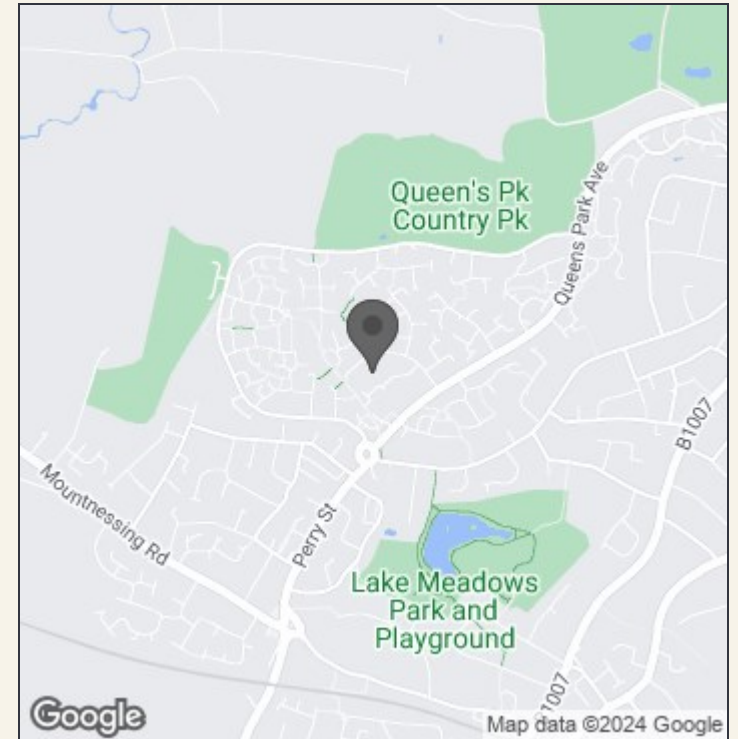 Queen's Pk
Country Pk
Queens Park Ave
B1007
Mountnessing Rd
Perry St
Lake Meadows
Park and
Playground
1007
Google
Map data ©2024 Google